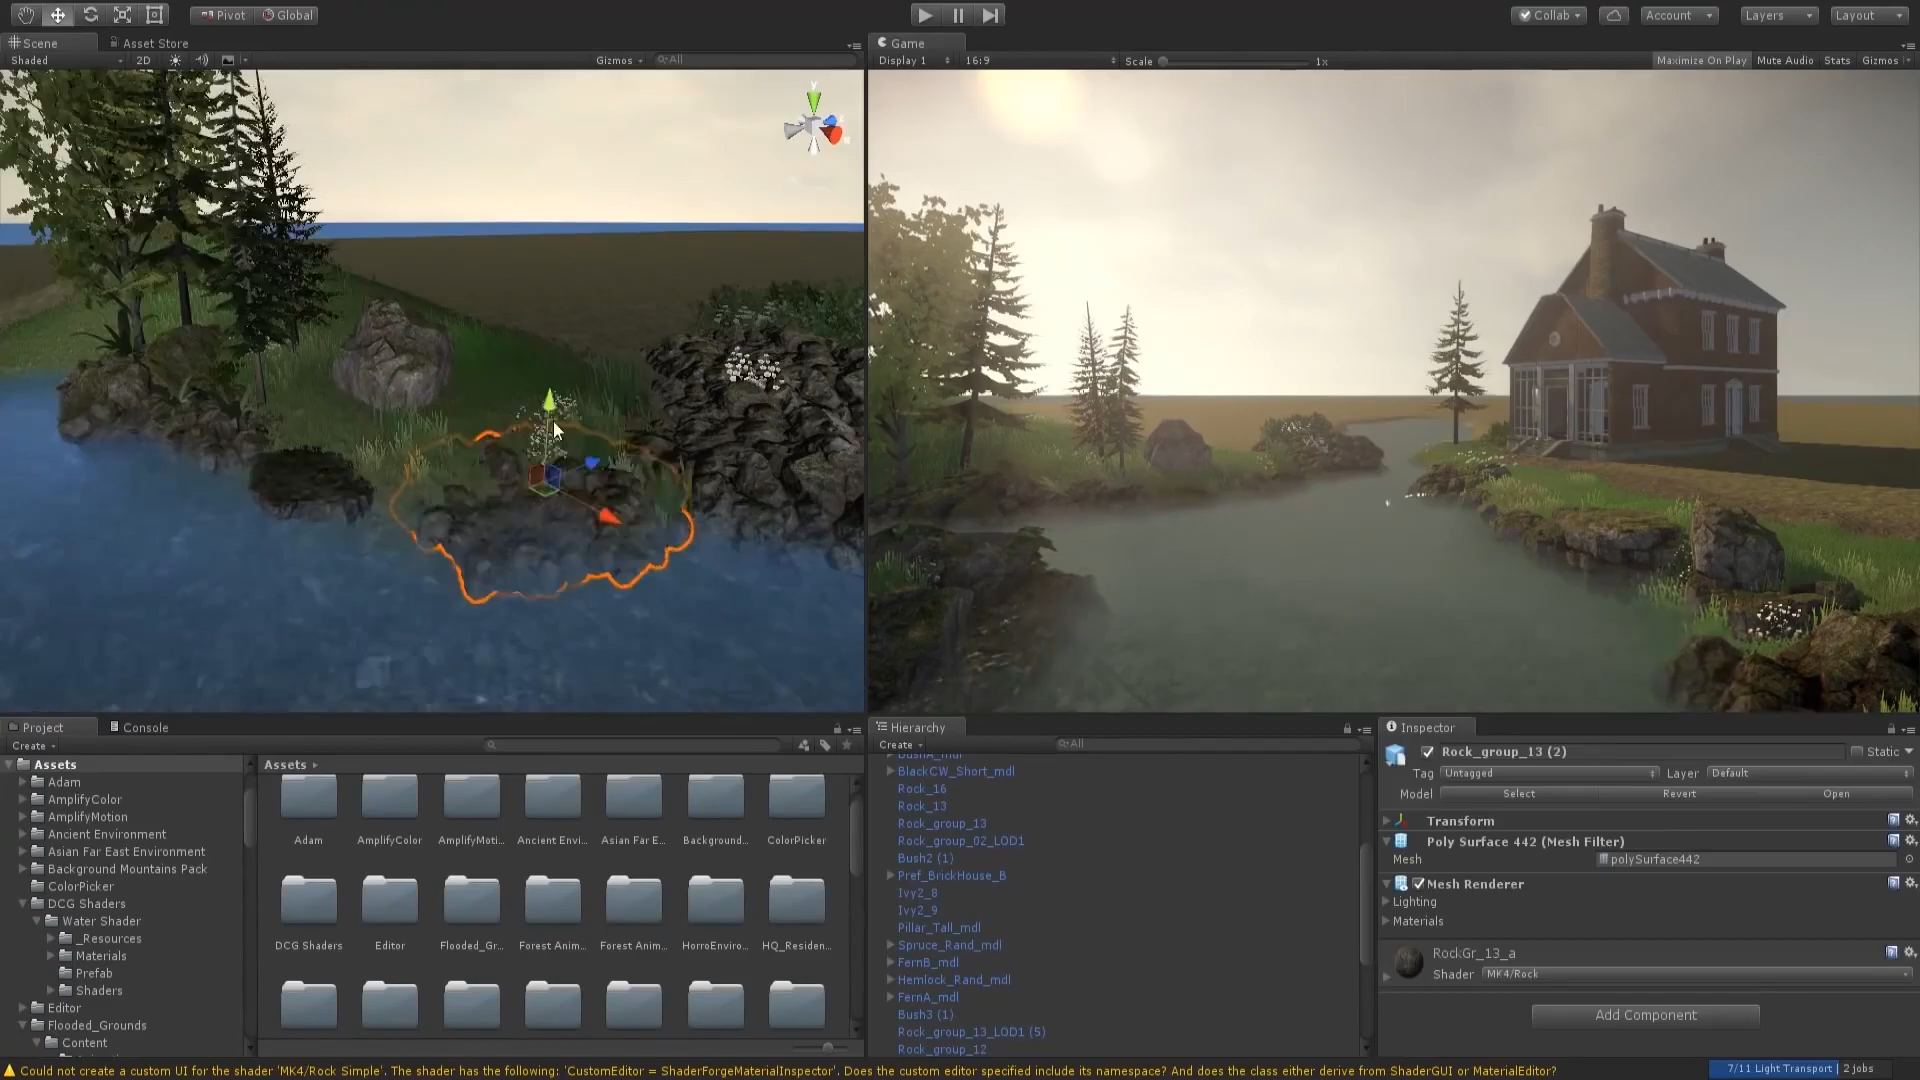 Pivot Global Collab Account Layers Layout
Scene Asset Store
Shaded 2D Gizmos All
Game
Display 1 16:9 Scale 1x Maximize On Play Mute Audio Stats Gizmos
Project Console
Create
Assets
Adam
AmplifyColor
AmplifyMotion
Ancient Environment
Asian Far East Environment
Background Mountains Pack
ColorPicker
DCG Shaders
Water Shader
_Resources
Materials
Prefab
Shaders
Editor
Flooded_Grounds
Content
Assets
Adam AmplifyColor AmplifyMoti... Ancient Envi... Asian Far E... Background... ColorPicker
DCG Shaders Editor Flooded_Gr... Forest Anim... Forest Anim... HorroEnviro... HQ_Residen...
Hierarchy
Create All
BushA_mdl
BlackCW_Short_mdl
Rock_16
Rock_13
Rock_group_13
Rock_group_02_LOD1
Bush2 (1)
Pref_BrickHouse_B
Ivy2_8
Ivy2_9
Pillar_Tall_mdl
Spruce_Rand_mdl
FernB_mdl
Hemlock_Rand_mdl
FernA_mdl
Bush3 (1)
Rock_group_13_LOD1 (5)
Rock_group_12
Inspector
Rock_group_13 (2) Static
Tag Untagged Layer Default
Model Select Revert Open
Transform
Poly Surface 442 (Mesh Filter)
Mesh polySurface442
Mesh Renderer
Lighting
Materials
RockGr_13_a
Shader MK4/Rock
Add Component
Could not create a custom UI for the shader 'MK4/Rock Simple'. The shader has the following: 'CustomEditor = ShaderForgeMaterialInspector'. Does the custom editor specified include its namespace? And does the class either derive from ShaderGUI or MaterialEditor?
7/11 Light Transport 2 jobs